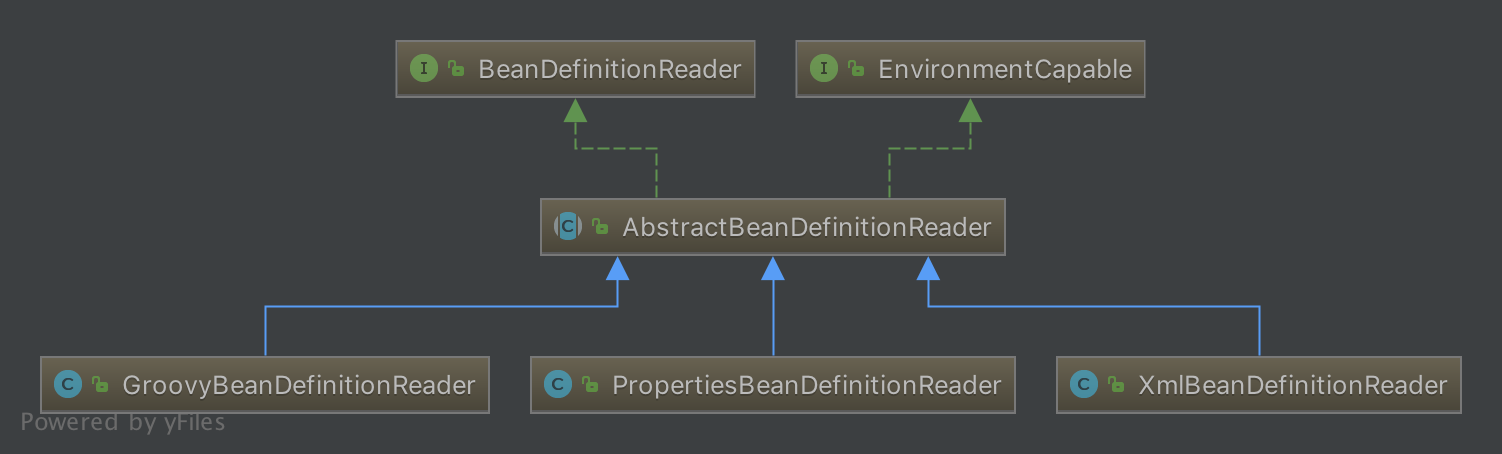 I BeanDefinitionReader
I EnvironmentCapable
C AbstractBeanDefinitionReader
C GroovyBeanDefinitionReader
C PropertiesBeanDefinitionReader
C XmlBeanDefinitionReader
Powered by yFiles